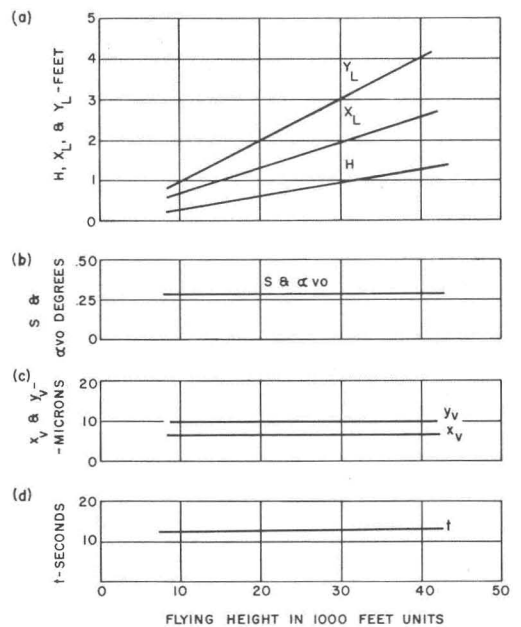 (a)
H, XL, & YL -FEET
5
4
3
2
1
0
YL
XL
H
(b)
S & αvo DEGREES
.50
0.25
0
S & αvo
(c)
xv & yv-
-MICRONS
20
10
0
yv
xv
(d)
t-SECONDS
20
10
t
0 10 20 30 40 50
FLYING HEIGHT IN 1000 FEET UNITS